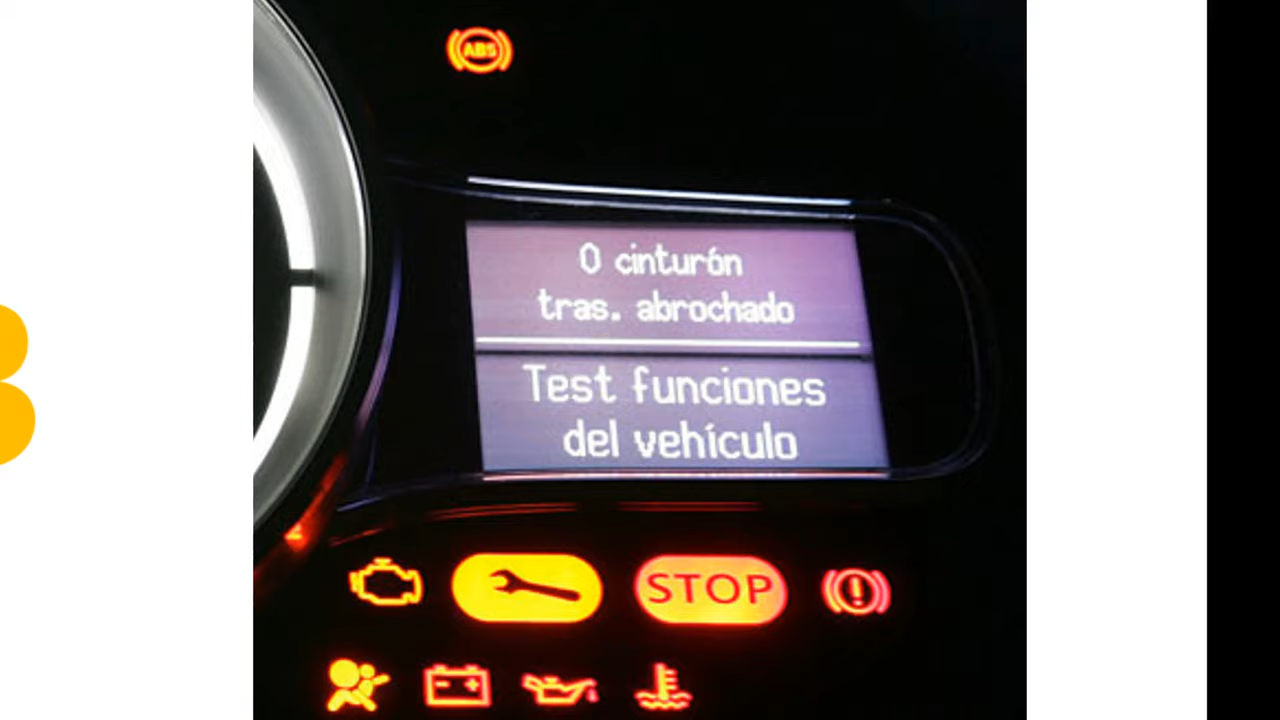 ABS
0 cinturón
tras. abrochado
Test funciones
del vehículo
STOP